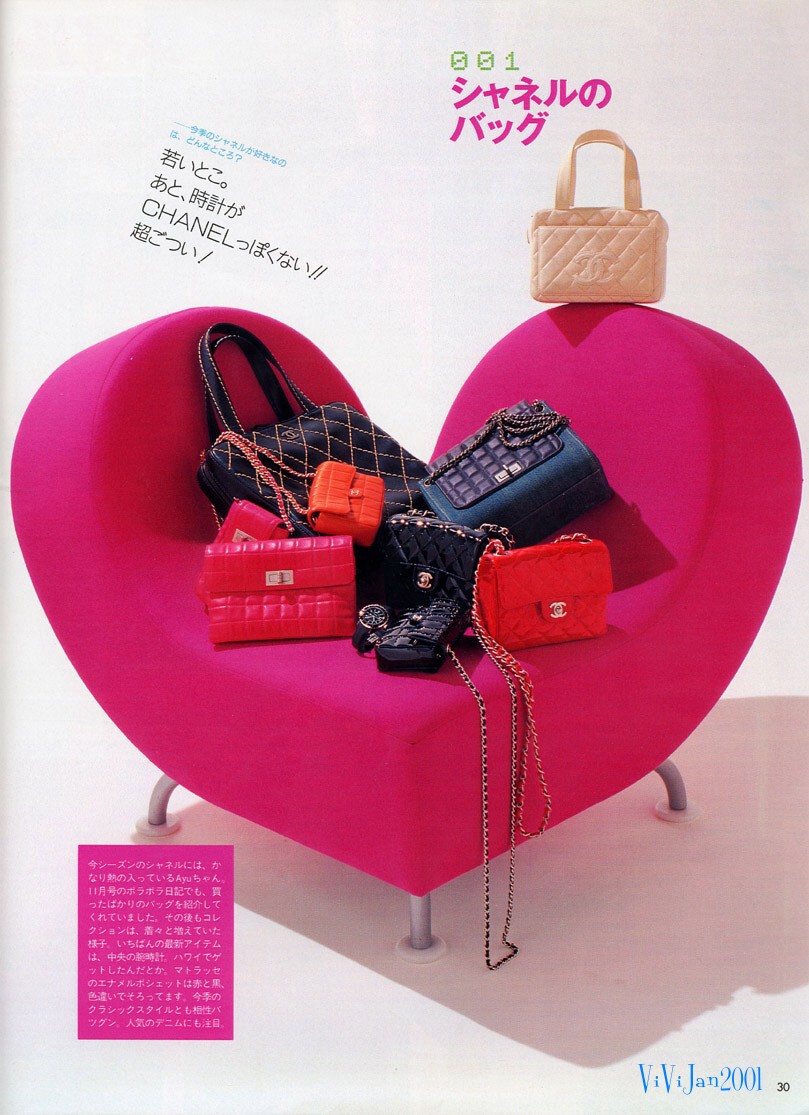 001
シャネルの
バッグ
——今季のシャネルが好きなの
は、どんなところ?
若いとこ。
あと、時計が
CHANELっぽくない!!
超ごつい!
今シーズンのシャネルには、か
なり熱の入っているAyuちゃん。
11月号のポラポラ日記でも、買
ったばかりのバッグを紹介して
くれていました。その後もコレ
クションは、着々と増えていた
様子。いちばんの最新アイテム
は、中央の腕時計。ハワイでゲ
ットしたんだとか。マトラッセ
のエナメルポシェットは赤と黒、
色違いでそろってます。今季の
クラシックスタイルとも相性バ
ツグン。人気のデニムにも注目。
ViVi Jan2001
30